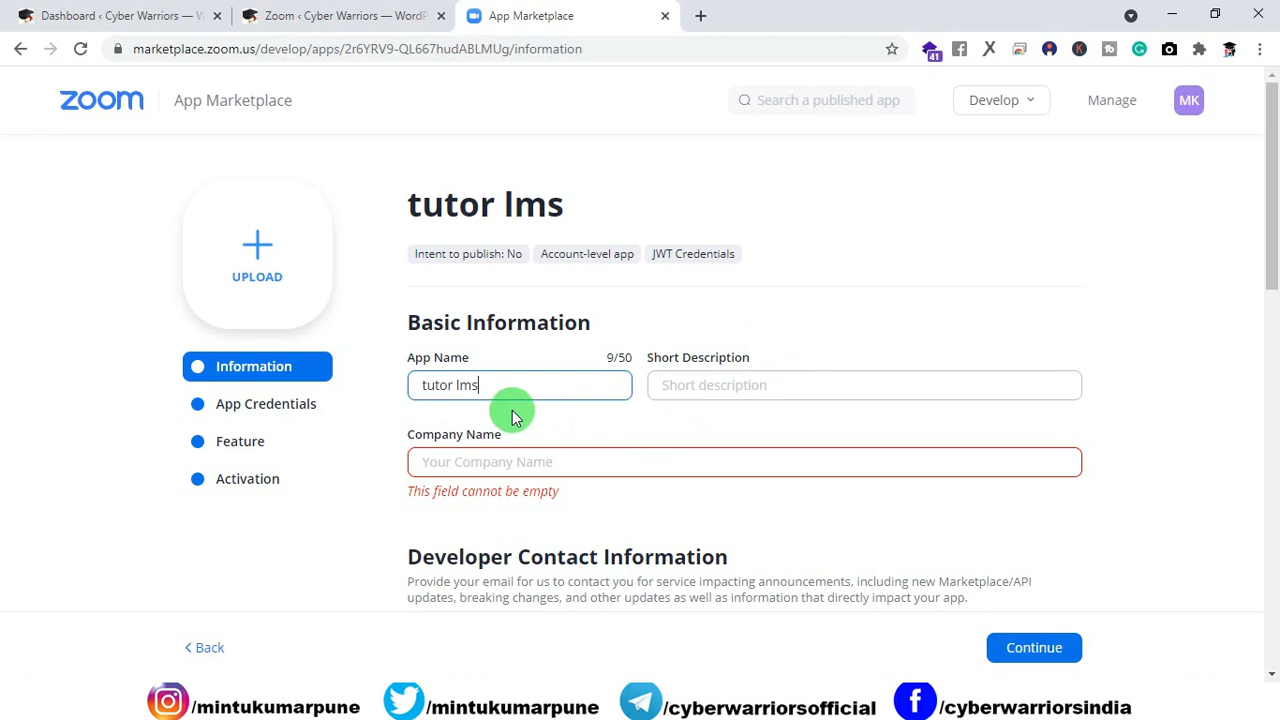 Dashboard ‹ Cyber Warriors — W
Zoom ‹ Cyber Warriors — WordP
App Marketplace
marketplace.zoom.us/develop/apps/2r6YRV9-QL667hudABLMUg/information
41
zoom
App Marketplace
Search a published app
Develop
Manage
MK
UPLOAD
tutor lms
Intent to publish: No
Account-level app
JWT Credentials
Basic Information
App Name
9/50
Short Description
tutor lms
Short description
Company Name
Your Company Name
This field cannot be empty
Information
App Credentials
Feature
Activation
Developer Contact Information
Provide your email for us to contact you for service impacting announcements, including new Marketplace/API
updates, breaking changes, and other updates as well as information that directly impact your app.
Back
Continue
/mintukumarpune
/mintukumarpune
/cyberwarriorsofficial
/cyberwarriorsindia